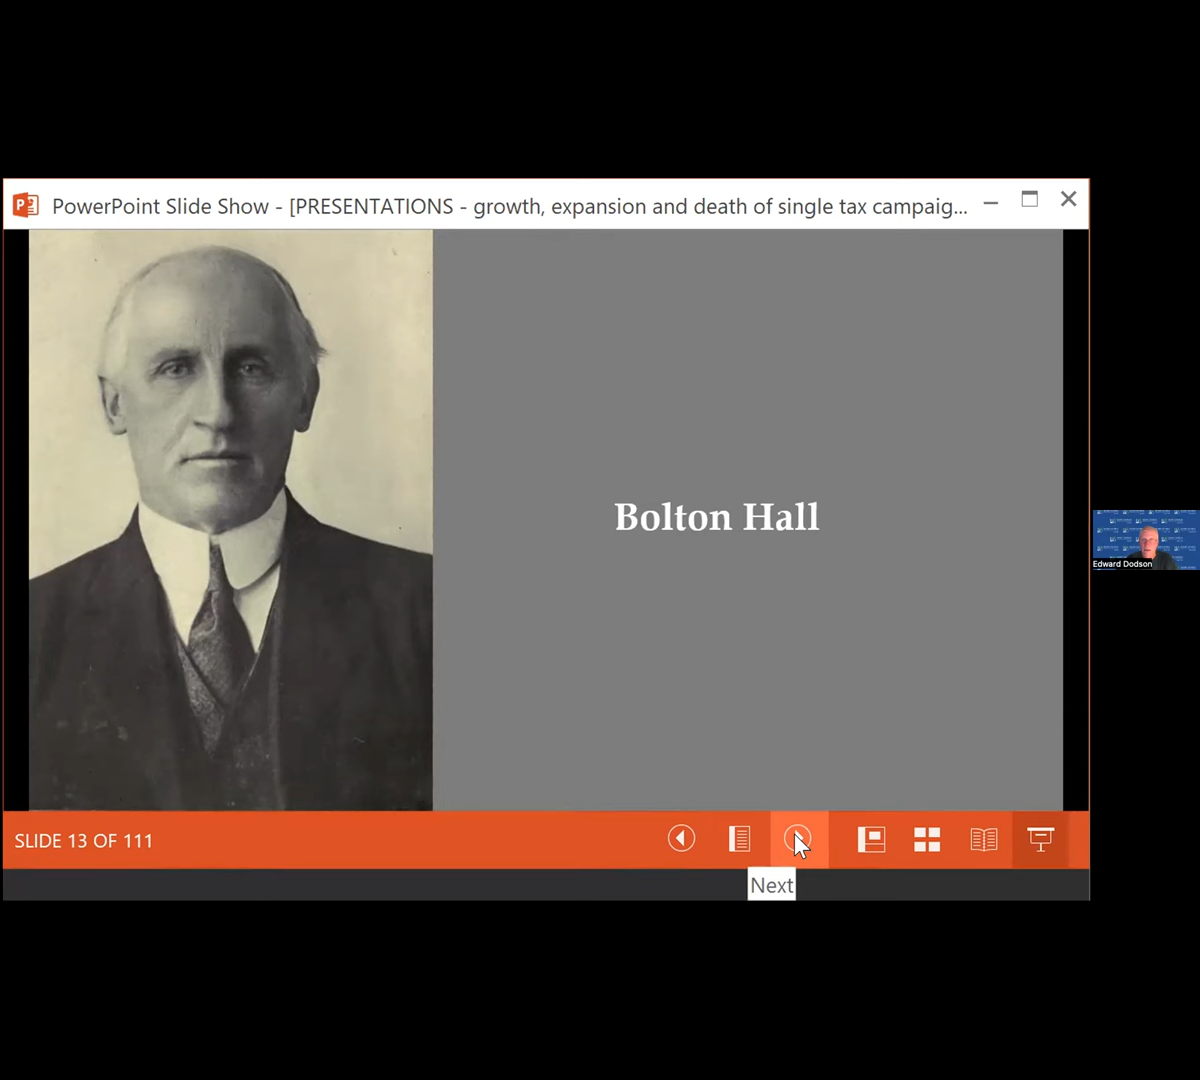 PowerPoint Slide Show - [PRESENTATIONS - growth, expansion and death of single tax campaig...
Bolton Hall
Edward Dodson
SLIDE 13 OF 111
Next